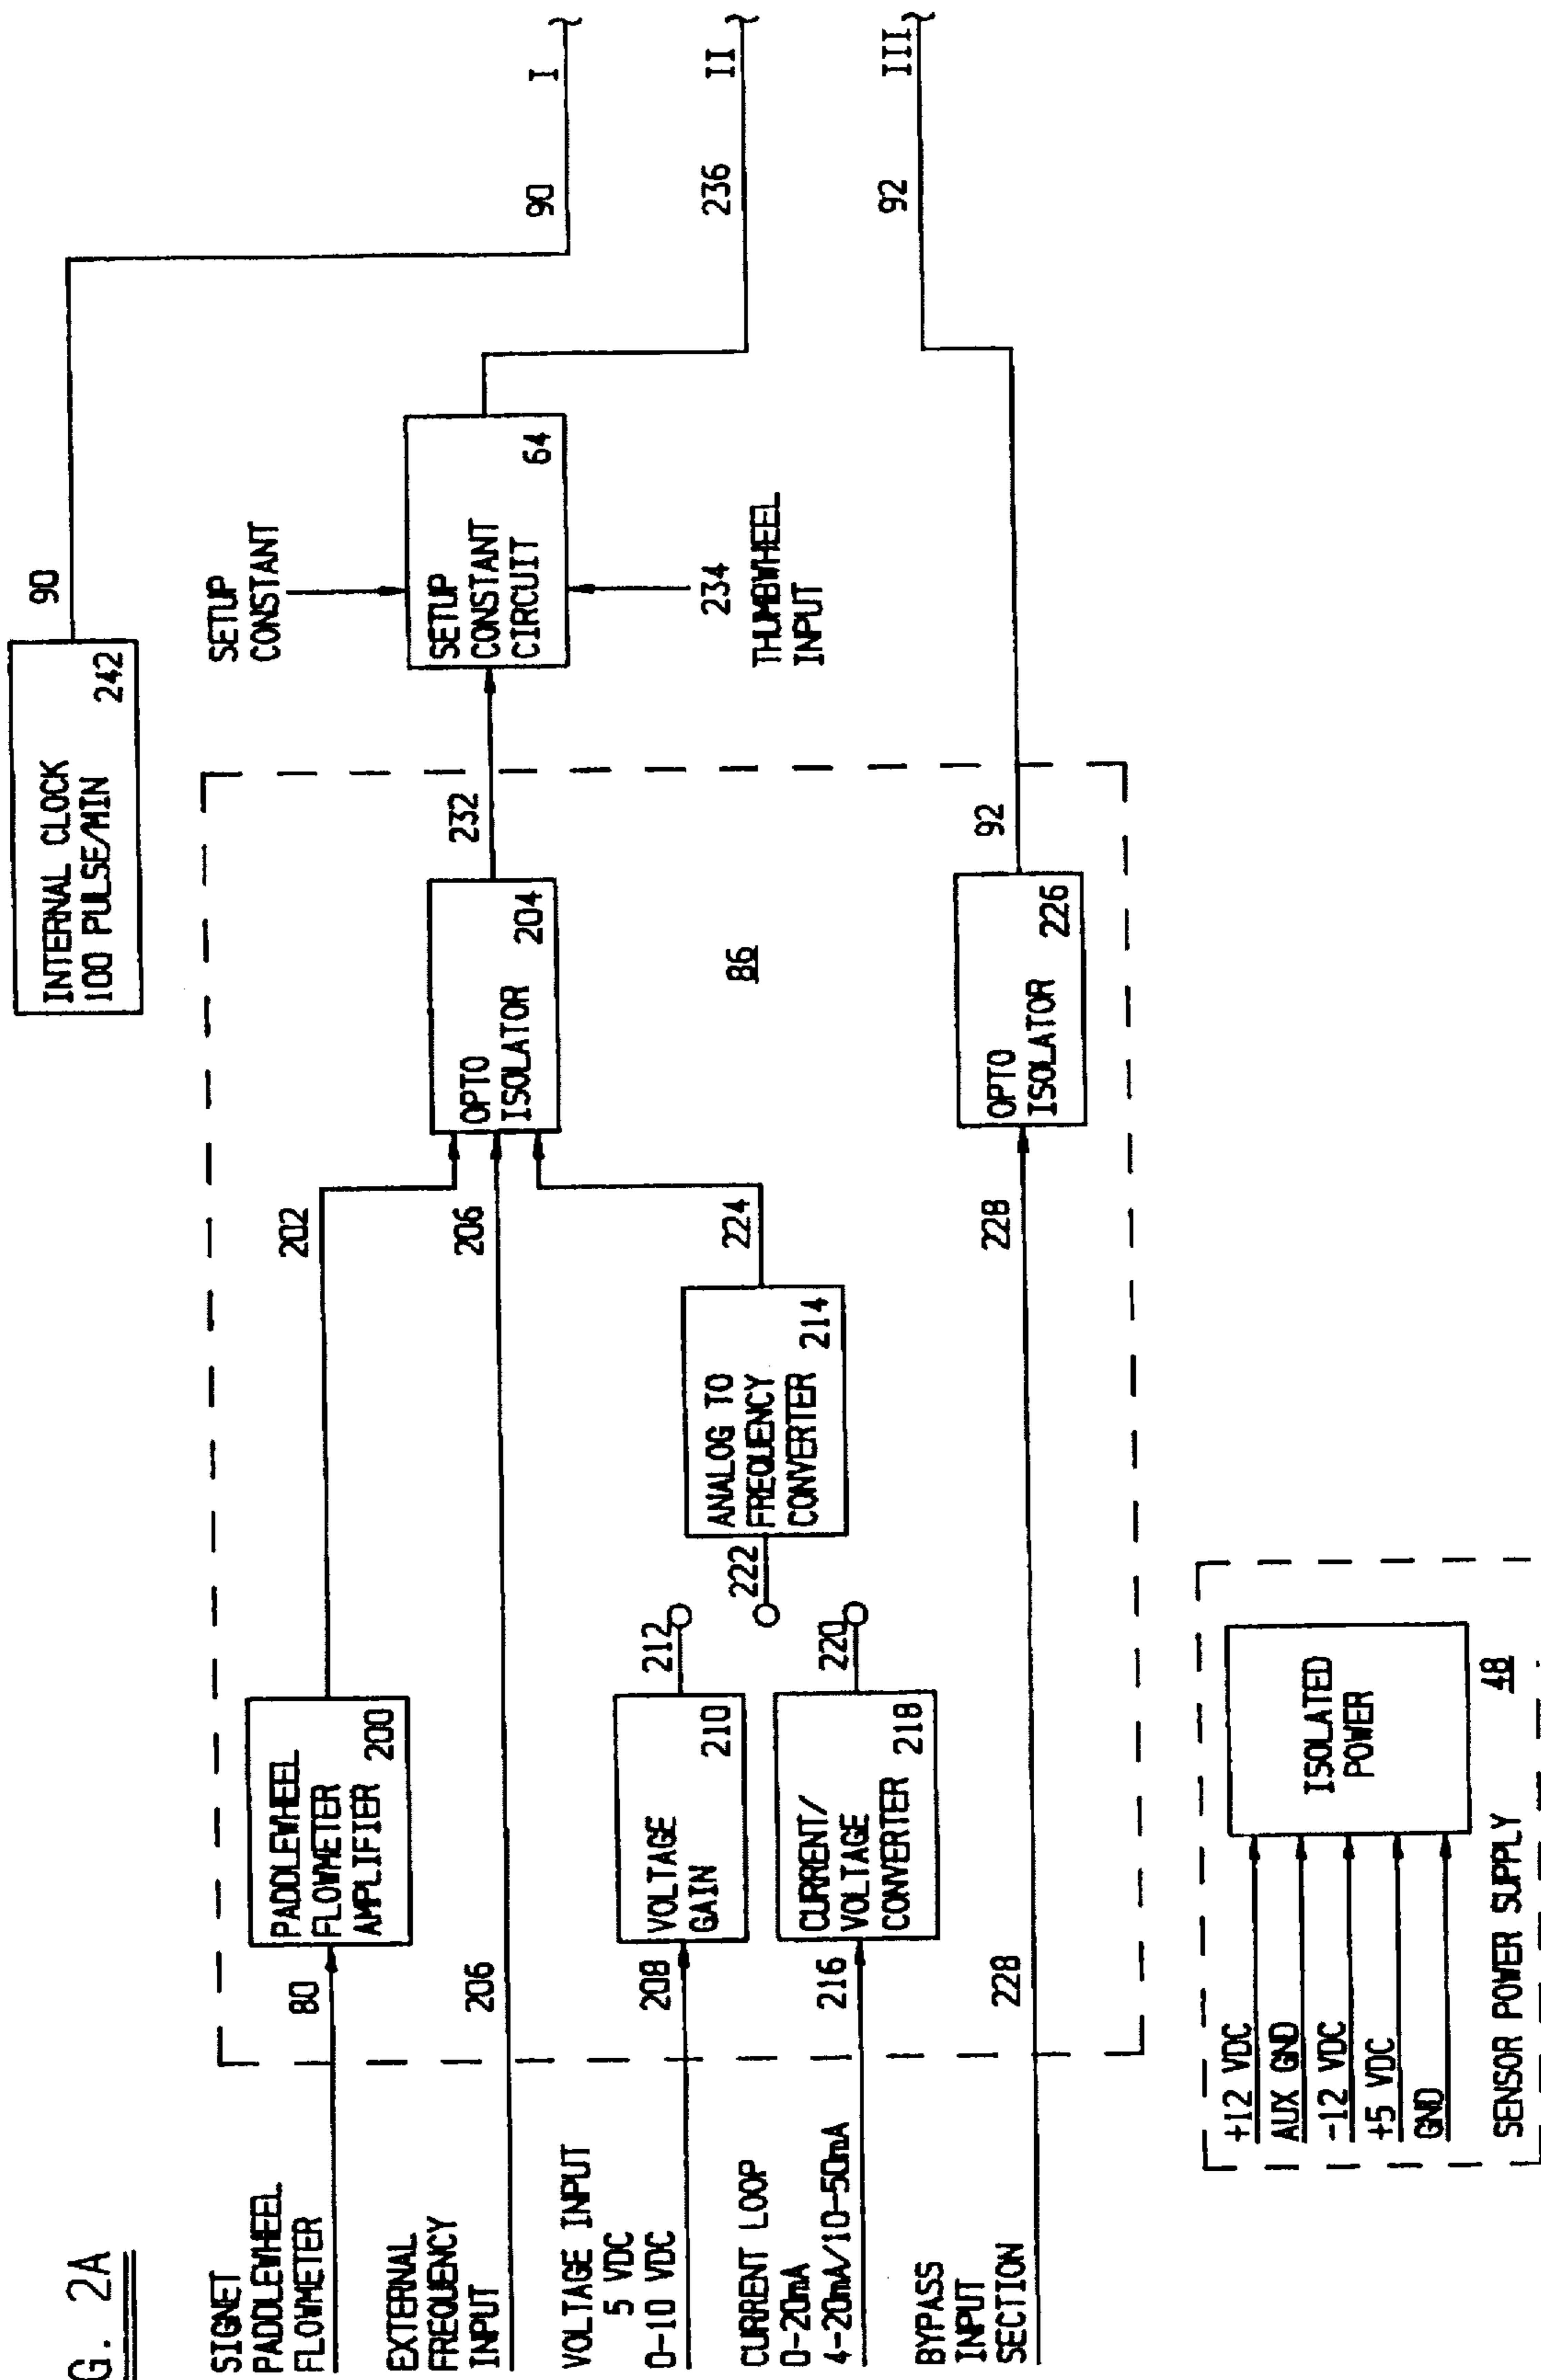 G. 2A
INTERNAL CLOCK
100 PULSE/MIN
242
90
90
I
SIGNET
PADDLEWHEEL
FLOWMETER
80
PADDLEWHEEL
FLOWMETER
AMPLIFIER 200
202
EXTERNAL
FREQUENCY
INPUT
206
206
OPTO
ISOLATOR
204
232
SETUP
CONSTANT
SETUP
CONSTANT
CIRCUIT
64
234
THUMBWHEEL
INPUT
236
II
VOLTAGE INPUT
5 VDC
0-10 VDC
208
VOLTAGE
GAIN
210
212
CURRENT LOOP
0-20mA
4-20mA/10-50mA
216
CURRENT/
VOLTAGE
CONVERTER 218
220
222
ANALOG TO
FREQUENCY
CONVERTER 214
224
86
BYPASS
INPUT
SECTION
228
228
OPTO
ISOLATOR
226
92
92
III
+12 VDC
AUX GND
-12 VDC
+5 VDC
GND
ISOLATED
POWER
SENSOR POWER SUPPLY 48